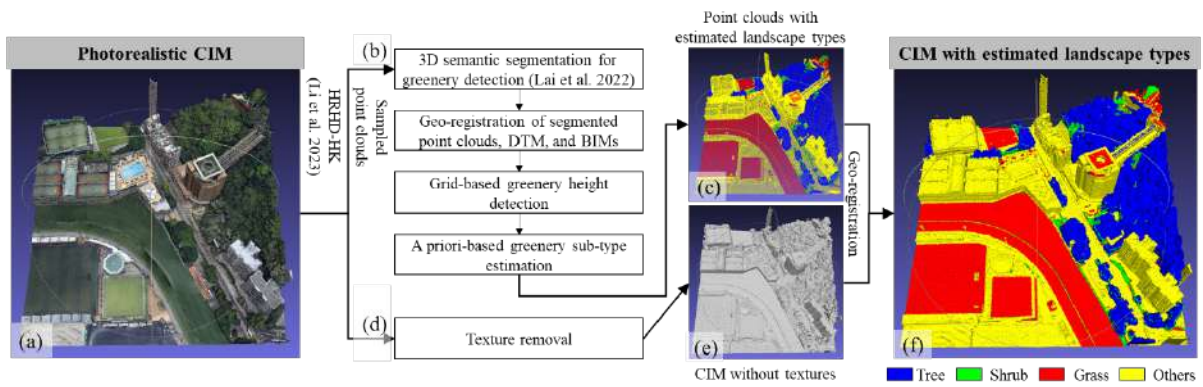 Photorealistic CIM
(a)
HRHD-HK
(Li et al. 2023)
Sampled
point clouds
(b)
3D semantic segmentation for
greenery detection (Lai et al. 2022)
Geo-registration of segmented
point clouds, DTM, and BIMs
Grid-based greenery height
detection
A priori-based greenery sub-type
estimation
(d)
Texture removal
Point clouds with
estimated landscape types
(c)
(e)
CIM without textures
Geo-registration
CIM with estimated landscape types
(f)
Tree Shrub Grass Others